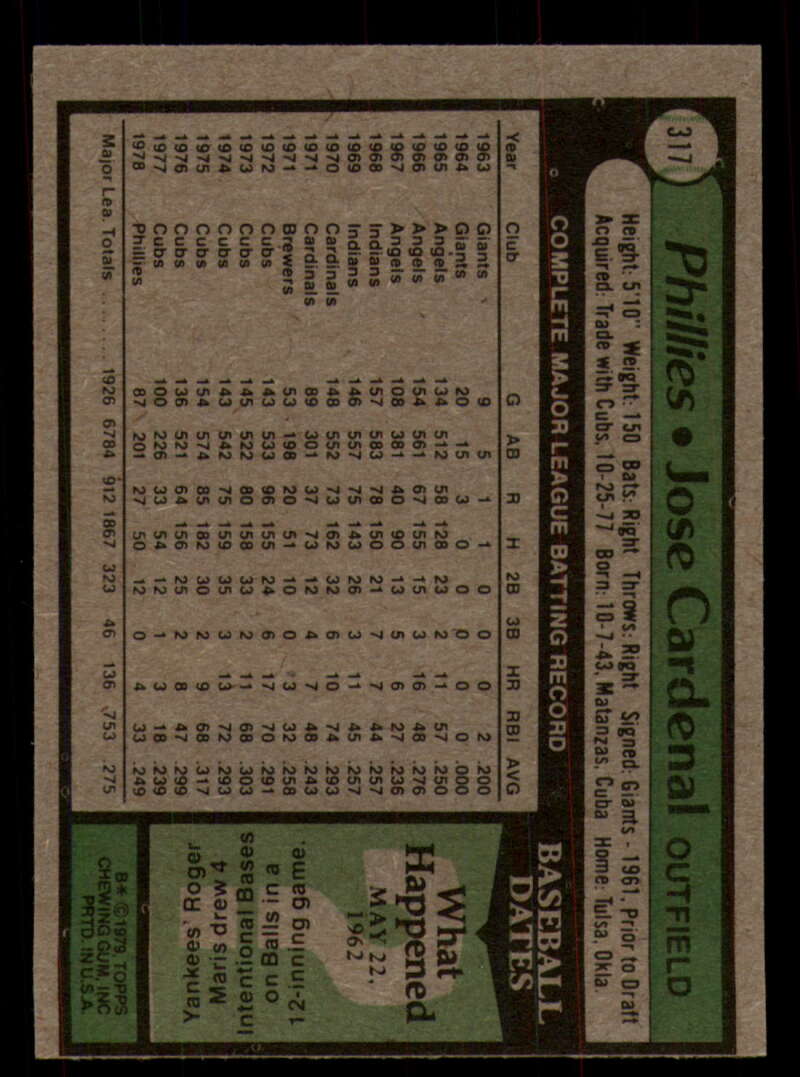 317
Phillies • Jose Cardenal OUTFIELD
Height: 5'10" Weight: 150 Bats: Right Throws: Right Signed: Giants - 1961, Prior to Draft
Acquired: Trade with Cubs, 10-25-77 Born: 10-7-43, Matanzas, Cuba Home: Tulsa, Okla.
COMPLETE MAJOR LEAGUE BATTING RECORD
Year Club G AB R H 2B 3B HR RBI AVG
1963 Giants 9 5 1 1 0 0 0 2 .200
1964 Giants 20 15 3 0 0 0 0 0 .000
1965 Angels 134 512 58 128 23 2 11 57 .250
1966 Angels 154 561 67 155 15 3 16 48 .276
1967 Angels 108 381 40 90 13 5 6 27 .236
1968 Indians 157 583 78 150 21 7 7 44 .257
1969 Indians 146 557 75 143 26 3 11 45 .257
1970 Cardinals 148 552 73 162 32 6 10 74 .293
1971 Cardinals 89 301 37 73 12 4 7 48 .243
1971 Brewers 53 198 20 51 10 0 3 32 .258
1972 Cubs 143 533 96 155 24 6 17 70 .291
1973 Cubs 145 522 80 158 33 2 11 68 .303
1974 Cubs 143 542 75 159 35 3 13 72 .293
1975 Cubs 154 574 85 182 30 2 9 68 .317
1976 Cubs 136 521 64 156 25 2 8 47 .299
1977 Cubs 100 226 33 54 12 1 3 18 .239
1978 Phillies 87 201 27 50 12 0 4 33 .249
Major Lea. Totals ......... 1926 6784 912 1867 323 46 136 753 .275
BASEBALL
DATES
What
Happened
MAY 22,
1962
Yankees' Roger
Maris drew 4
Intentional Bases
on Balls in a
12-inning game.
B* © 1979 TOPPS
CHEWING GUM, INC
PRTD. IN U.S.A.